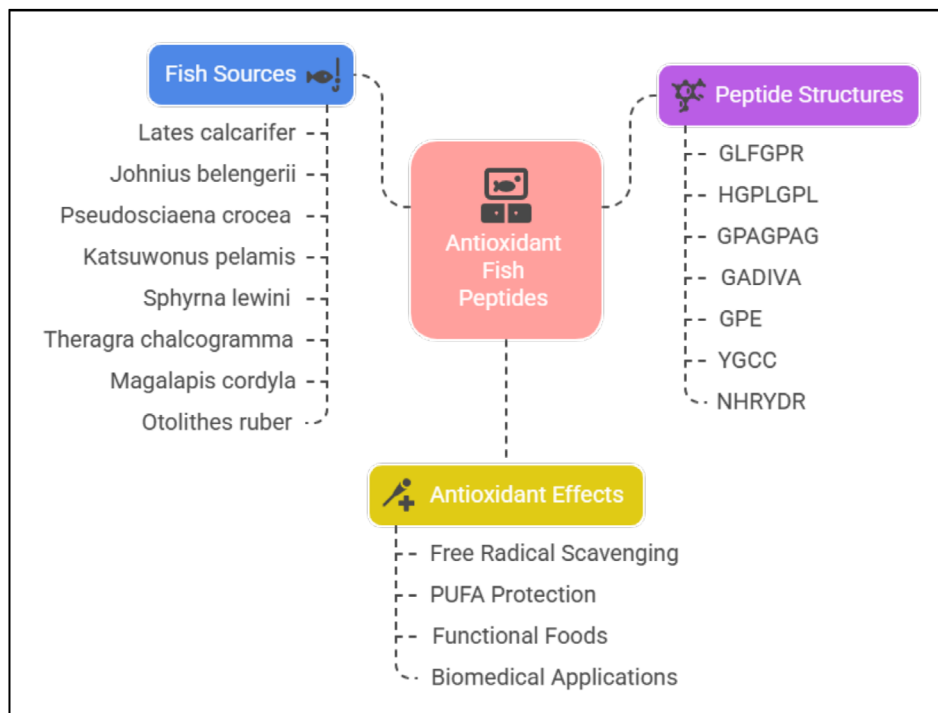 Fish Sources
Lates calcarifer
Johnius belengerii
Pseudosciaena crocea
Katsuwonus pelamis
Sphyrna lewini
Theragra chalcogramma
Magalapis cordyla
Otolithes ruber
Antioxidant
Fish
Peptides
Peptide Structures
GLFGPR
HGPLGPL
GPAGPAG
GADIVA
GPE
YGCC
NHRYDR
Antioxidant Effects
Free Radical Scavenging
PUFA Protection
Functional Foods
Biomedical Applications